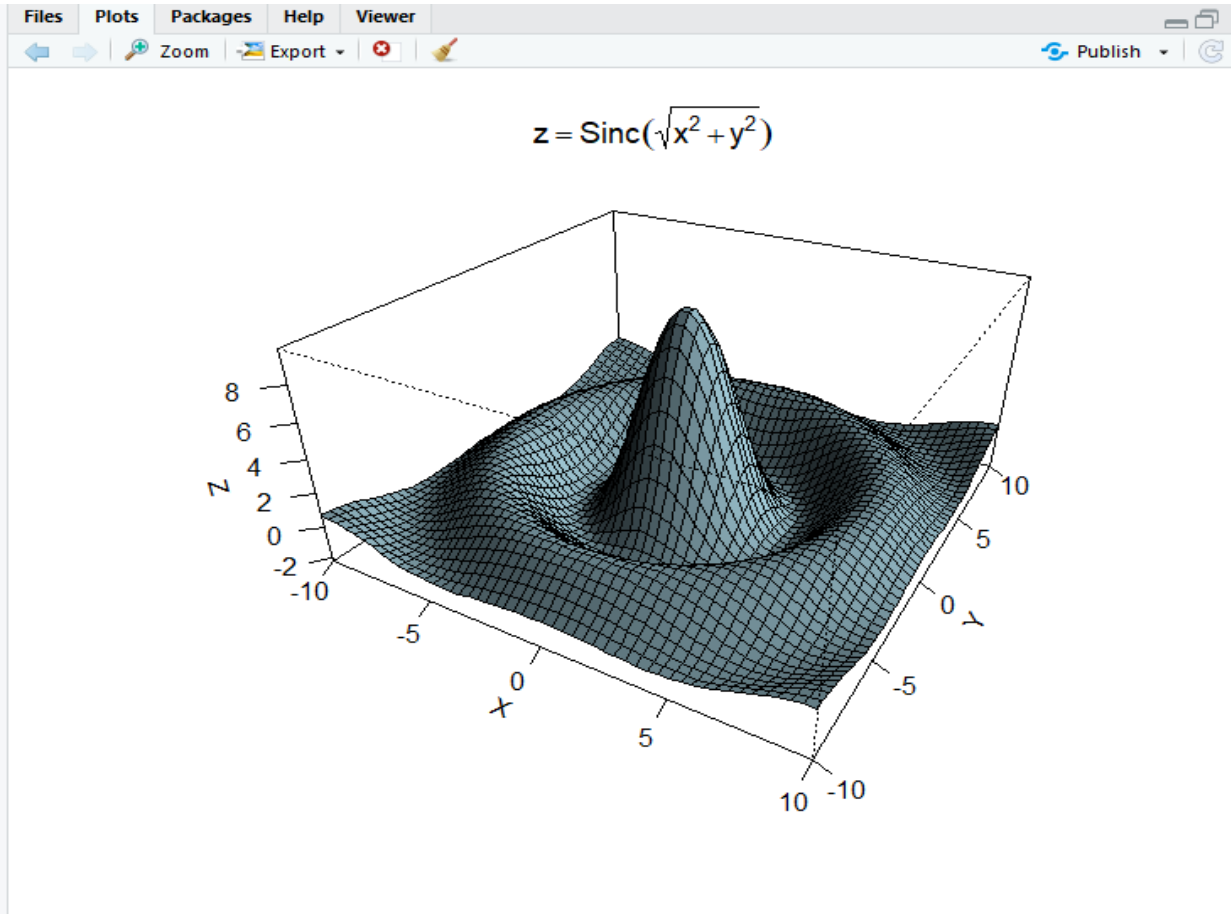 Files Plots Packages Help Viewer
Zoom Export Publish
z = Sinc(√x² + y²)
8
6
4
2
0
-2
Z
-10
-5
0
5
10
X
10
5
0
-5
-10
Y